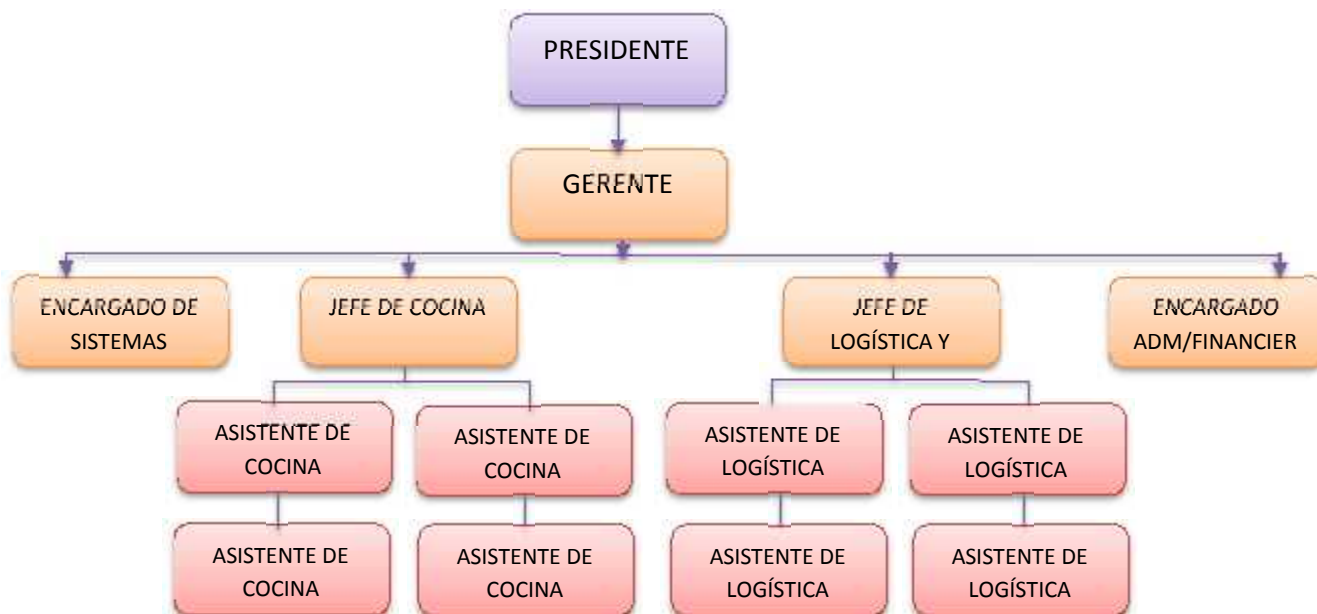 PRESIDENTE
GERENTE
ENCARGADO DE
SISTEMAS
JEFE DE COCINA
JEFE DE
LOGÍSTICA Y
ENCARGADO
ADM/FINANCIER
ASISTENTE DE
COCINA
ASISTENTE DE
COCINA
ASISTENTE DE
LOGÍSTICA
ASISTENTE DE
LOGÍSTICA
ASISTENTE DE
COCINA
ASISTENTE DE
COCINA
ASISTENTE DE
LOGÍSTICA
ASISTENTE DE
LOGÍSTICA